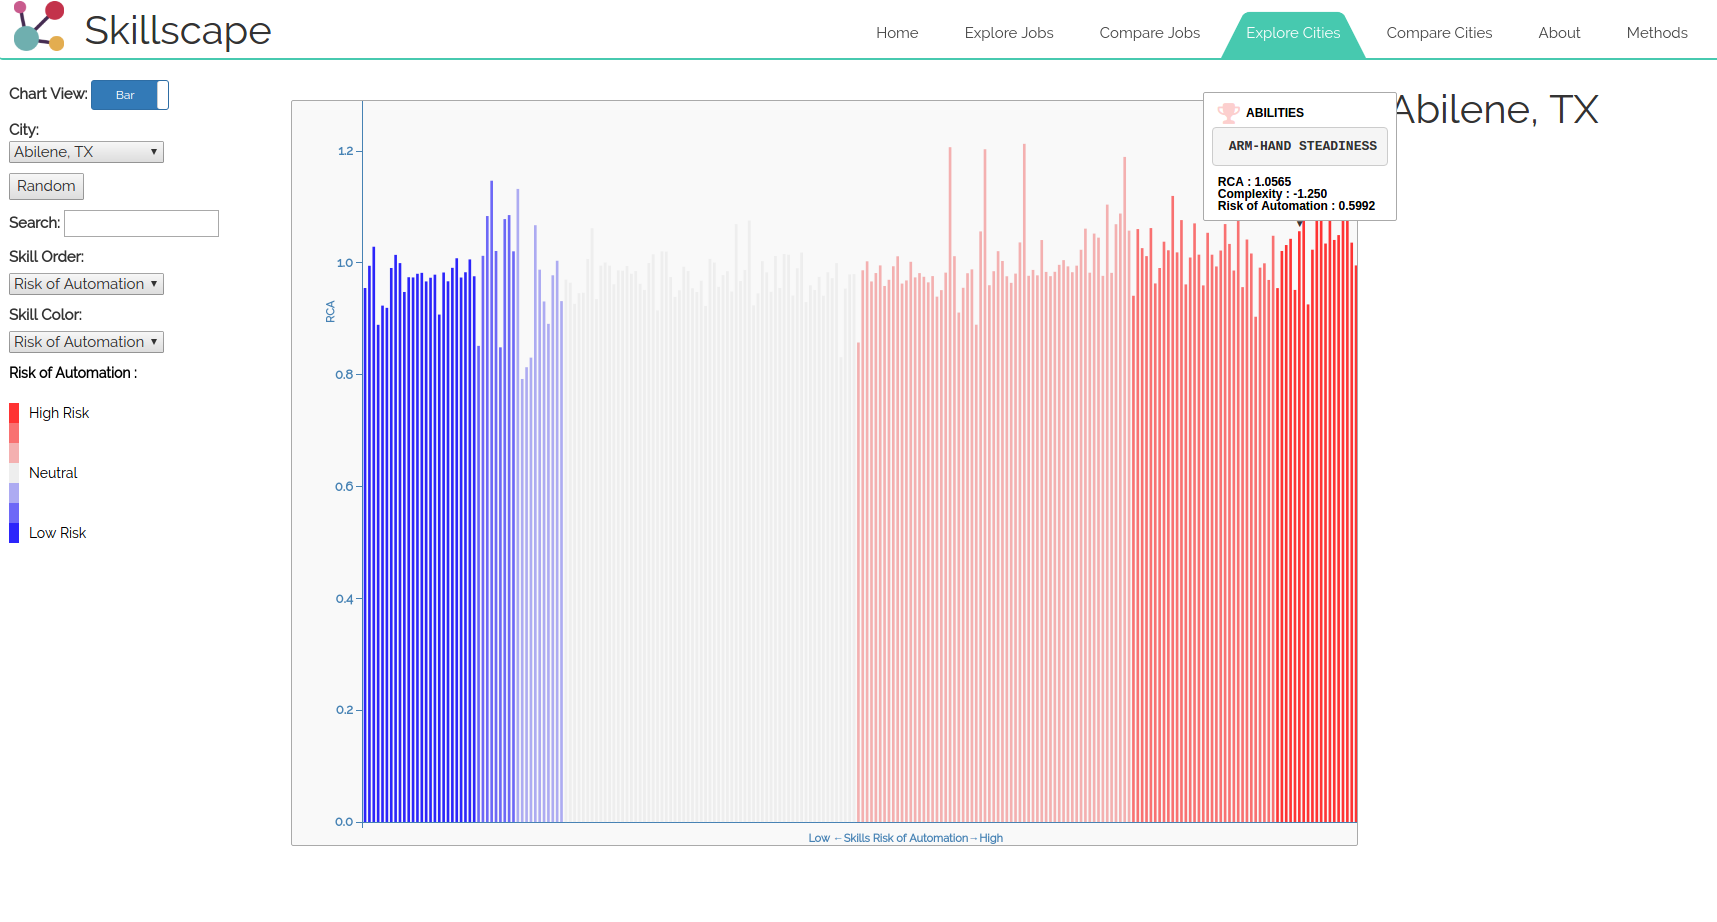 Skillscape
Home Explore Jobs Compare Jobs Explore Cities Compare Cities About Methods
Chart View: Bar
City:
Abilene, TX
Random
Search:
Skill Order:
Risk of Automation
Skill Color:
Risk of Automation
Risk of Automation :
High Risk
Neutral
Low Risk
Abilene, TX
ABILITIES
ARM-HAND STEADINESS
RCA : 1.0565
Complexity : -1.250
Risk of Automation : 0.5992
1.2
1.0
RCA
0.8
0.6
0.4
0.2
0.0
Low ←Skills Risk of Automation→High